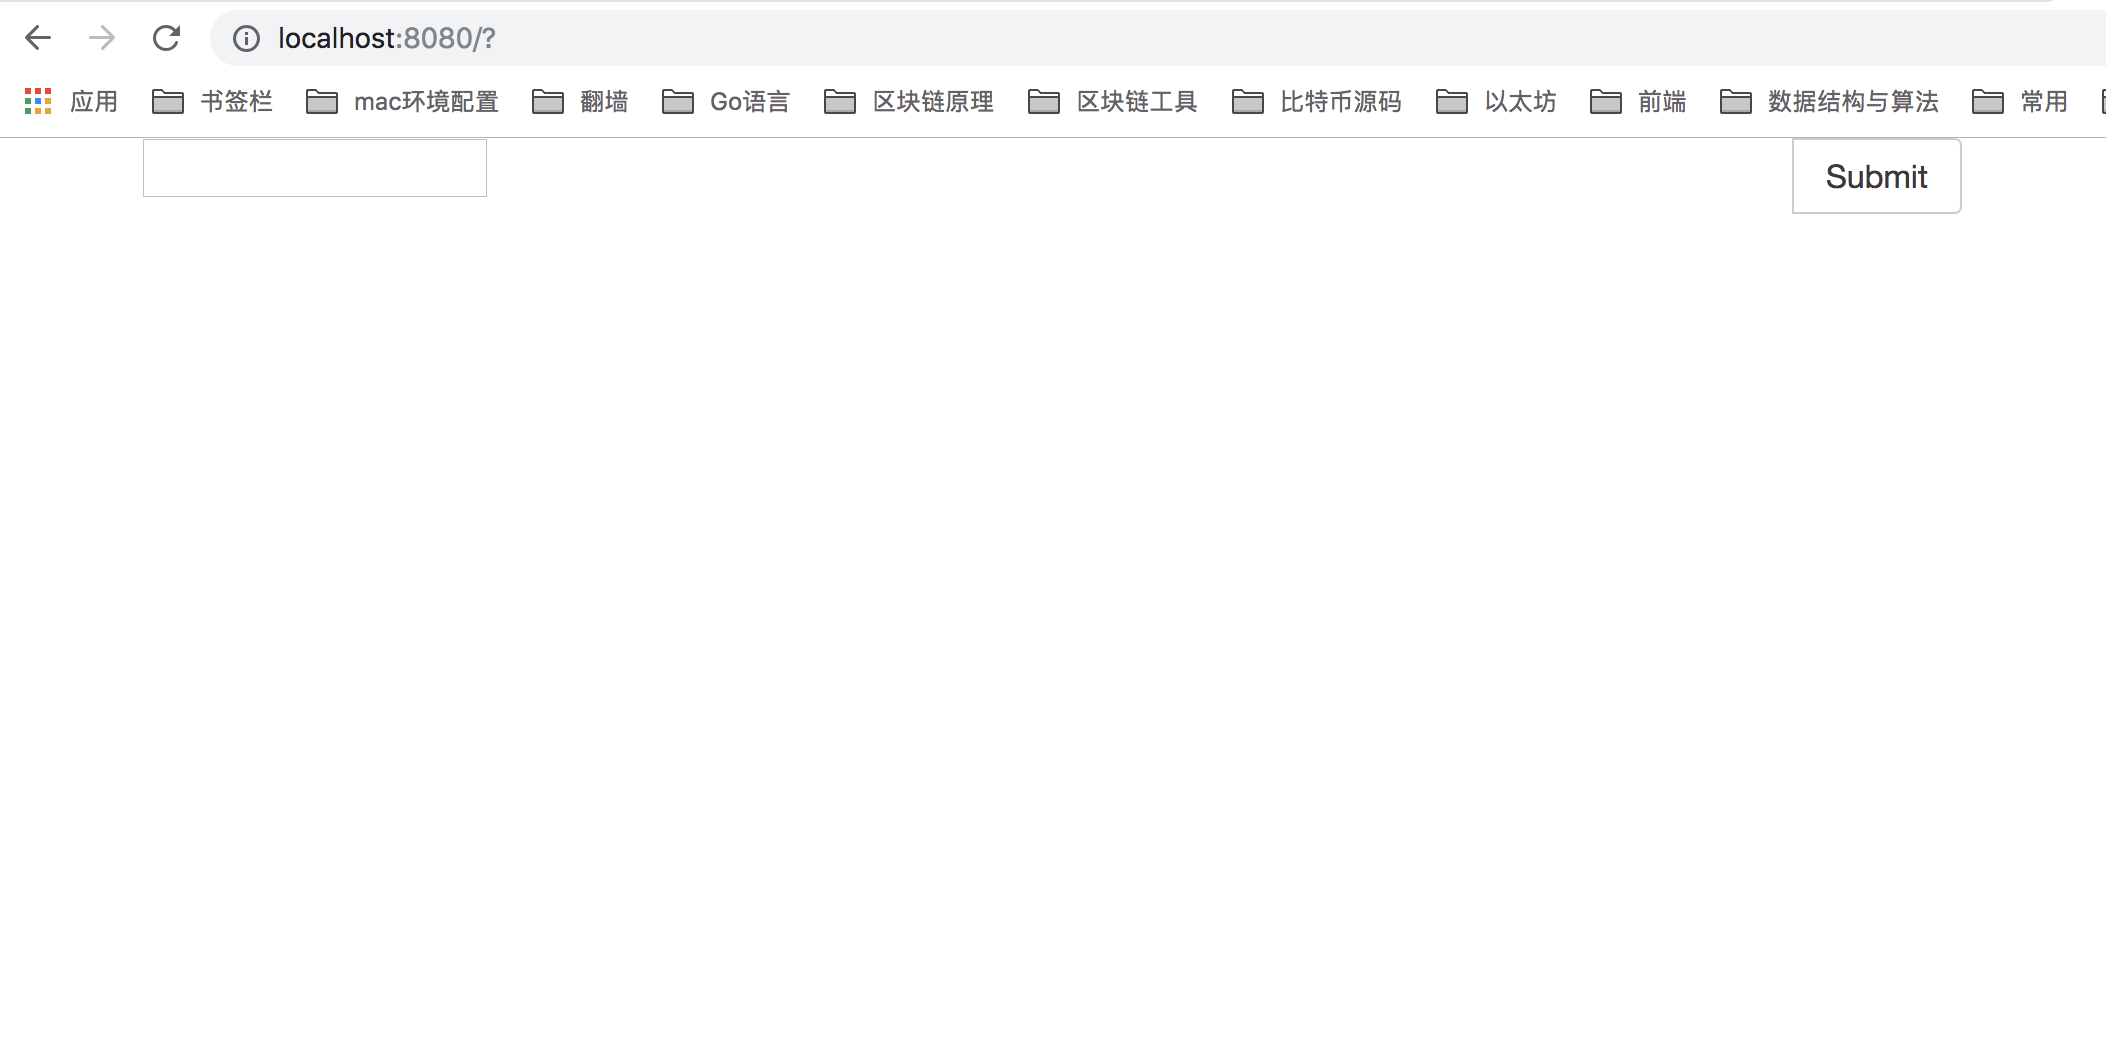 localhost:8080/?
应用 书签栏 mac环境配置 翻墙 Go语言 区块链原理 区块链工具 比特币源码 以太坊 前端 数据结构与算法 常用
Submit